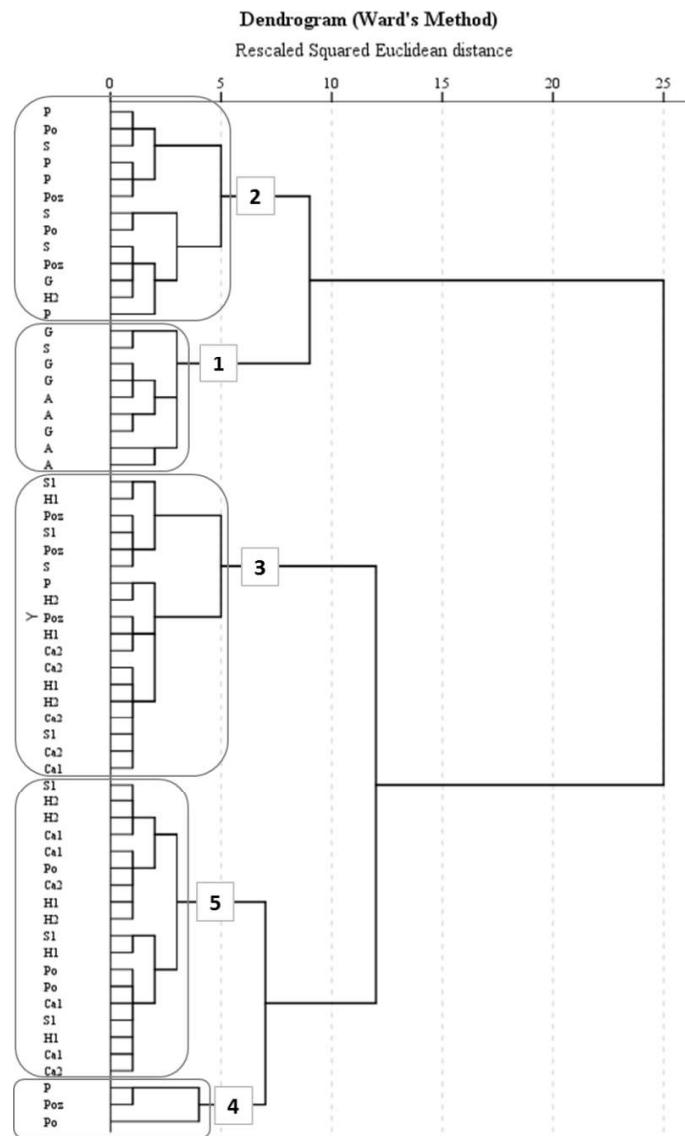 Dendrogram (Ward's Method)
Rescaled Squared Euclidean distance
0 5 10 15 20 25
P
Po
S
P
P
Poz
S
Po
S
Poz
G
H2
P
2
G
S
G
G
A
A
G
A
A
1
S1
H1
Poz
S1
Poz
S
P
H2
Poz
H1
Ca2
Ca2
H1
H2
Ca2
S1
Ca2
Ca1
3
Y
S1
H2
H2
Ca1
Ca1
Po
Ca2
H1
H2
S1
H1
Po
Po
Ca1
S1
H1
Ca1
Ca2
5
P
Poz
Po
4